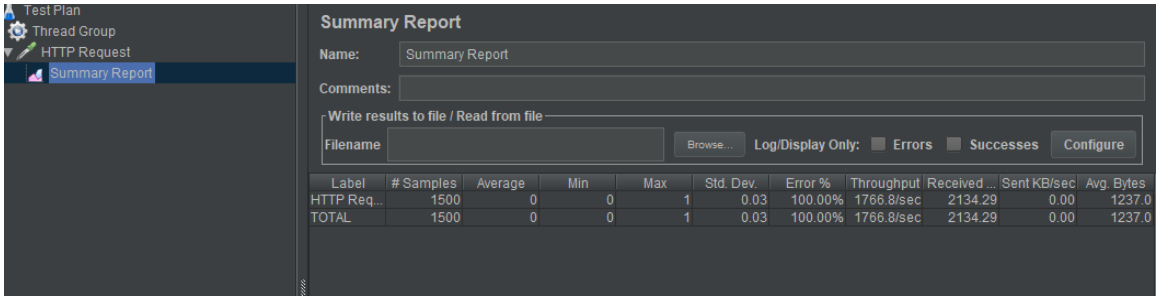 Test Plan
Thread Group
HTTP Request
Summary Report
Summary Report
Name: Summary Report
Comments:
Write results to file / Read from file
Filename Browse... Log/Display Only: Errors Successes Configure
Label # Samples Average Min Max Std. Dev. Error % Throughput Received ... Sent KB/sec Avg. Bytes
HTTP Req... 1500 0 0 1 0.03 100.00% 1766.8/sec 2134.29 0.00 1237.0
TOTAL 1500 0 0 1 0.03 100.00% 1766.8/sec 2134.29 0.00 1237.0